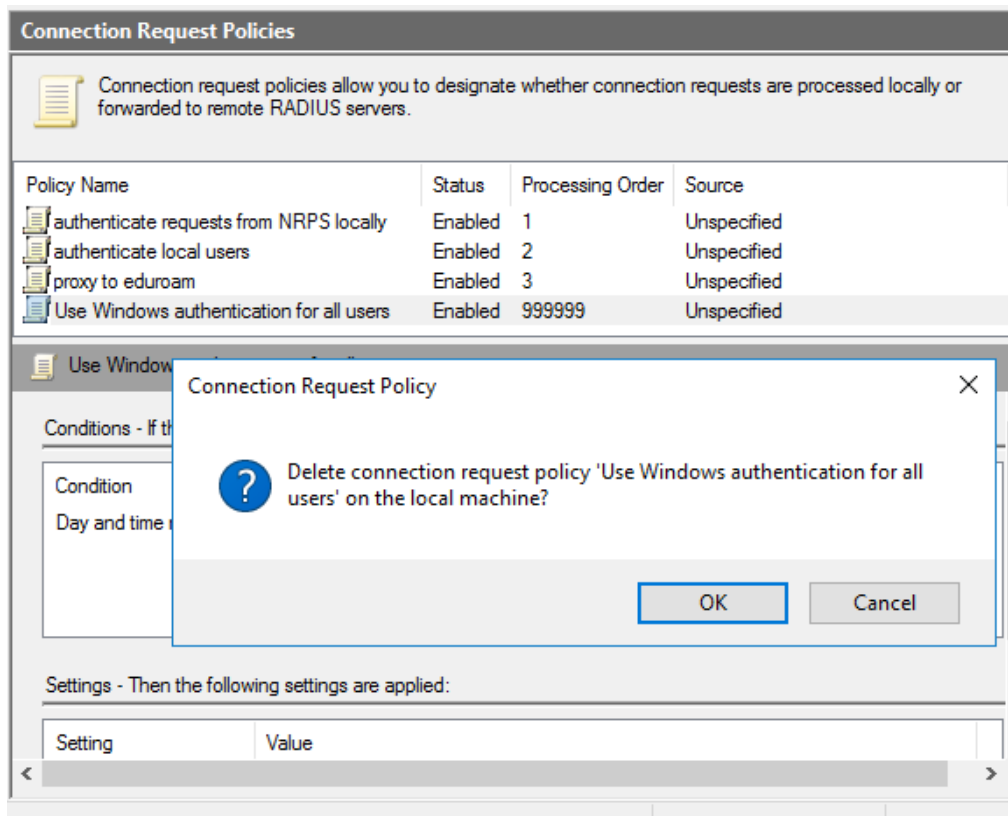 Connection Request Policies
Connection request policies allow you to designate whether connection requests are processed locally or
forwarded to remote RADIUS servers.
Policy Name Status Processing Order Source
authenticate requests from NRPS locally Enabled 1 Unspecified
authenticate local users Enabled 2 Unspecified
proxy to eduroam Enabled 3 Unspecified
Use Windows authentication for all users Enabled 999999 Unspecified
Use Window
Connection Request Policy
Conditions - If th
Delete connection request policy 'Use Windows authentication for all
users' on the local machine?
Condition
Day and time
OK Cancel
Settings - Then the following settings are applied:
Setting Value